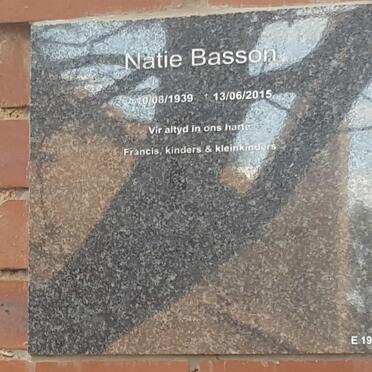 Natie Basson
* 10/08/1939 † 13/06/2015
Vir altyd in ons harte
Francis, kinders & kleinkinders
E 19